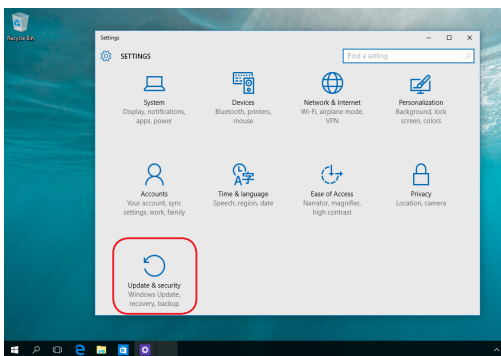 Recycle Bin
Settings
SETTINGS
Find a setting
System
Display, notifications,
apps, power
Devices
Bluetooth, printers,
mouse
Network & Internet
Wi-Fi, airplane mode,
VPN
Personalization
Background, lock
screen, colors
Accounts
Your account, sync
settings, work, family
Time & language
Speech, region, date
Ease of Access
Narrator, magnifier,
high contrast
Privacy
Location, camera
Update & security
Windows Update,
recovery, backup